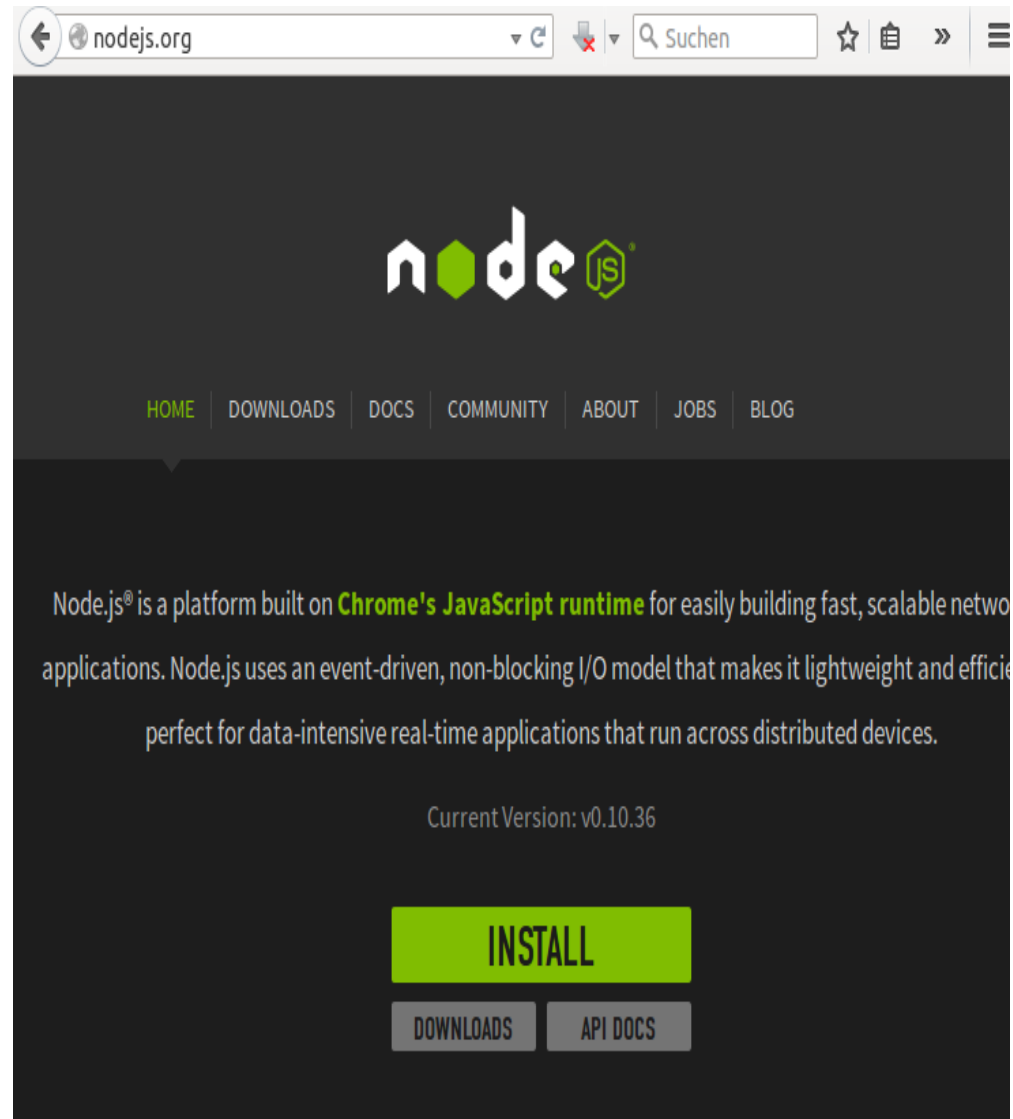 nodejs.org
Suchen
node JS®
HOME DOWNLOADS DOCS COMMUNITY ABOUT JOBS BLOG
Node.js® is a platform built on Chrome's JavaScript runtime for easily building fast, scalable netwo
applications. Node.js uses an event-driven, non-blocking I/O model that makes it lightweight and efficie
perfect for data-intensive real-time applications that run across distributed devices.
Current Version: v0.10.36
INSTALL
DOWNLOADS API DOCS